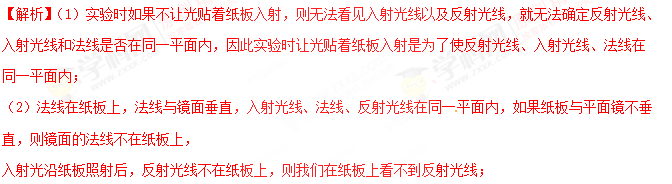 【解析】（1）实验时如果不让光贴着纸板入射，则无法看见入射光线以及反射光线，就无法确定反射光线、
入射光线和法线是否在同一平面内，因此实验时让光贴着纸板入射是为了使反射光线、入射光线、法线在
同一平面内；
（2）法线在纸板上，法线与镜面垂直，入射光线、法线、反射光线在同一平面内，如果纸板与平面镜不垂
直，则镜面的法线不在纸板上，
入射光沿纸板照射后，反射光线不在纸板上，则我们在纸板上看不到反射光线；